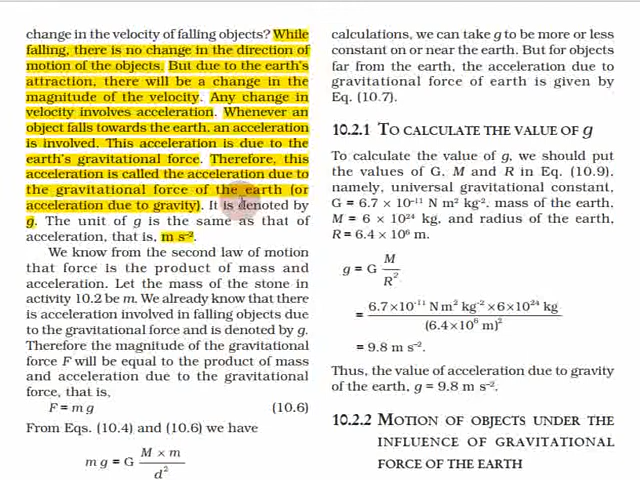 change in the velocity of falling objects? While
falling, there is no change in the direction of
motion of the objects. But due to the earth's
attraction, there will be a change in the
magnitude of the velocity. Any change in
velocity involves acceleration. Whenever an
object falls towards the earth, an acceleration
is involved. This acceleration is due to the
earth's gravitational force. Therefore, this
acceleration is called the acceleration due to
the gravitational force of the earth (or
acceleration due to gravity). It is denoted by
g. The unit of g is the same as that of
acceleration, that is, m s⁻².
We know from the second law of motion
that force is the product of mass and
acceleration. Let the mass of the stone in
activity 10.2 be m. We already know that there
is acceleration involved in falling objects due
to the gravitational force and is denoted by g.
Therefore the magnitude of the gravitational
force F will be equal to the product of mass
and acceleration due to the gravitational
force, that is,
F = m g (10.6)
From Eqs. (10.4) and (10.6) we have
m g = G M × m / d²
calculations, we can take g to be more or less
constant on or near the earth. But for objects
far from the earth, the acceleration due to
gravitational force of earth is given by
Eq. (10.7).
10.2.1 TO CALCULATE THE VALUE OF g
To calculate the value of g, we should put
the values of G, M and R in Eq. (10.9),
namely, universal gravitational constant,
G = 6.7 × 10⁻¹¹ N m² kg⁻², mass of the earth,
M = 6 × 10²⁴ kg, and radius of the earth,
R = 6.4 × 10⁶ m.
g = G M / R²
= 6.7×10⁻¹¹ N m² kg⁻² × 6×10²⁴ kg / (6.4×10⁶ m)²
= 9.8 m s⁻².
Thus, the value of acceleration due to gravity
of the earth, g = 9.8 m s⁻².
10.2.2 MOTION OF OBJECTS UNDER THE
INFLUENCE OF GRAVITATIONAL
FORCE OF THE EARTH